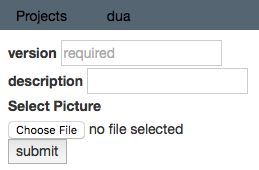 Projects dua
version required
description
Select Picture
Choose File no file selected
submit